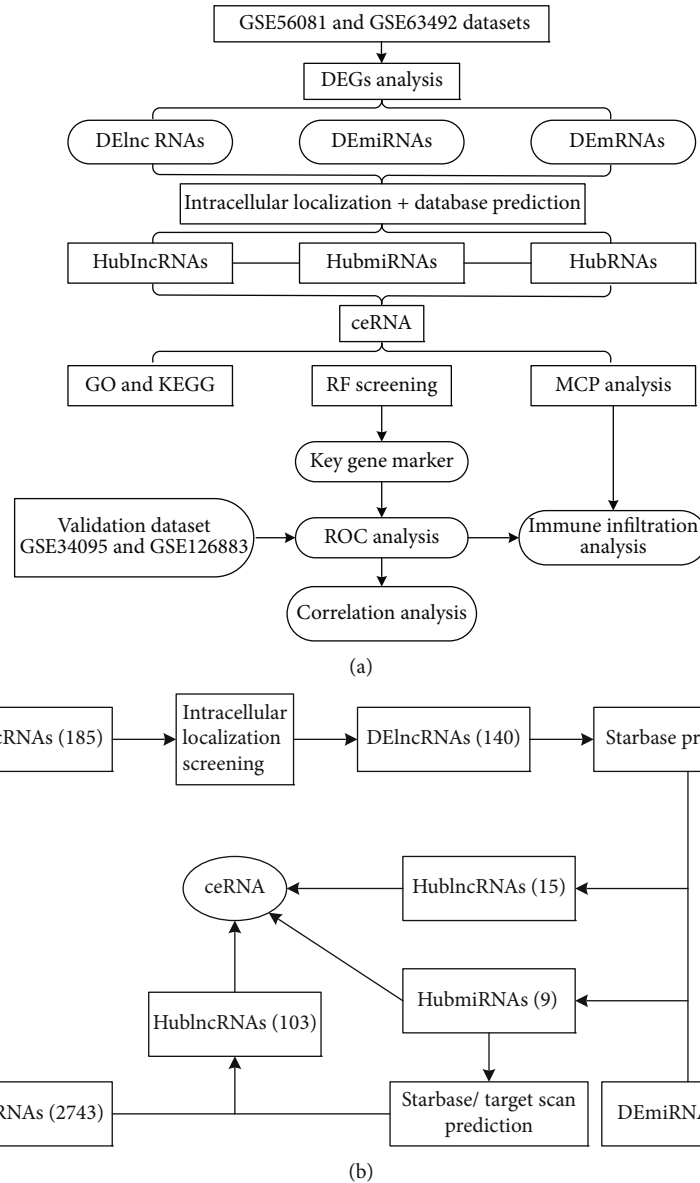 GSE56081 and GSE63492 datasets
DEGs analysis
DElnc RNAs
DEmiRNAs
DEmRNAs
Intracellular localization + database prediction
HubIncRNAs
HubmiRNAs
HubRNAs
ceRNA
GO and KEGG
RF screening
MCP analysis
Key gene marker
Validation dataset
GSE34095 and GSE126883
ROC analysis
Immune infiltration
analysis
Correlation analysis
(a)
cRNAs (185)
Intracellular
localization
screening
DElncRNAs (140)
Starbase pr
ceRNA
HublncRNAs (15)
HubmiRNAs (9)
HublncRNAs (103)
RNAs (2743)
Starbase/ target scan
prediction
DEmiRNA
(b)